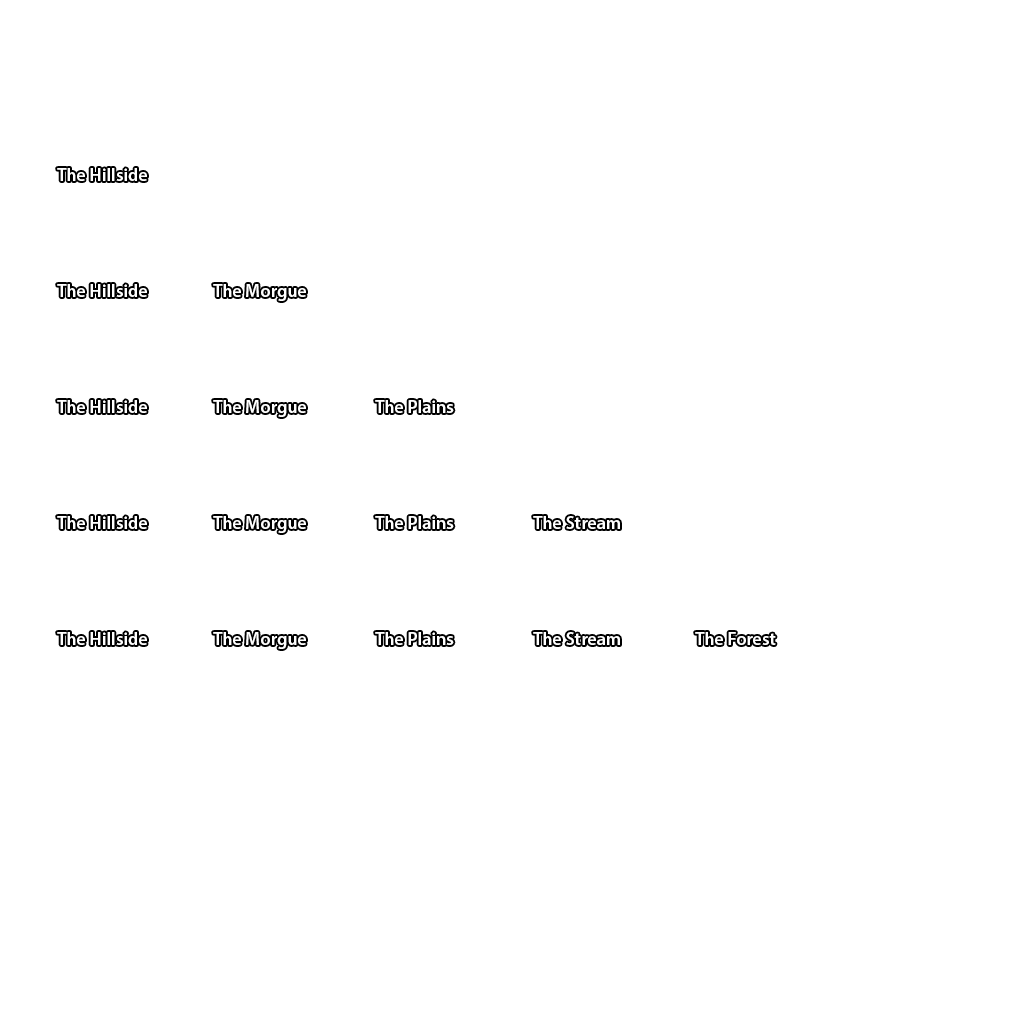 The Hillside
The Hillside The Morgue
The Hillside The Morgue The Plains
The Hillside The Morgue The Plains The Stream
The Hillside The Morgue The Plains The Stream The Forest